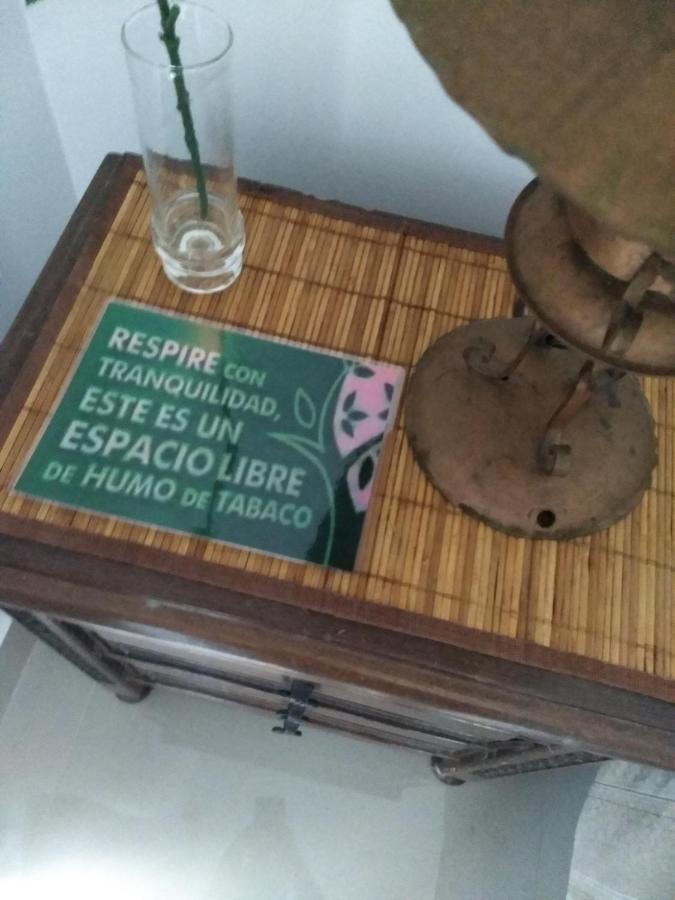 RESPIRE CON
TRANQUILIDAD,
ESTE ES UN
ESPACIO LIBRE
DE HUMO DE TABACO